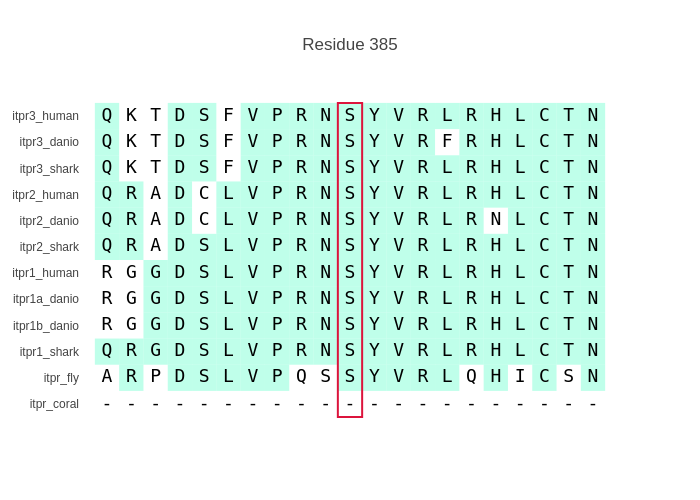 Residue 385
itpr3_human Q K T D S F V P R N S Y V R L R H L C T N
itpr3_danio Q K T D S F V P R N S Y V R F R H L C T N
itpr3_shark Q K T D S F V P R N S Y V R L R H L C T N
itpr2_human Q R A D C L V P R N S Y V R L R H L C T N
itpr2_danio Q R A D C L V P R N S Y V R L R N L C T N
itpr2_shark Q R A D S L V P R N S Y V R L R H L C T N
itpr1_human R G G D S L V P R N S Y V R L R H L C T N
itpr1a_danio R G G D S L V P R N S Y V R L R H L C T N
itpr1b_danio R G G D S L V P R N S Y V R L R H L C T N
itpr1_shark Q R G D S L V P R N S Y V R L R H L C T N
itpr_fly A R P D S L V P Q S S Y V R L Q H I C S N
itpr_coral - - - - - - - - - - - - - - - - - - - - -